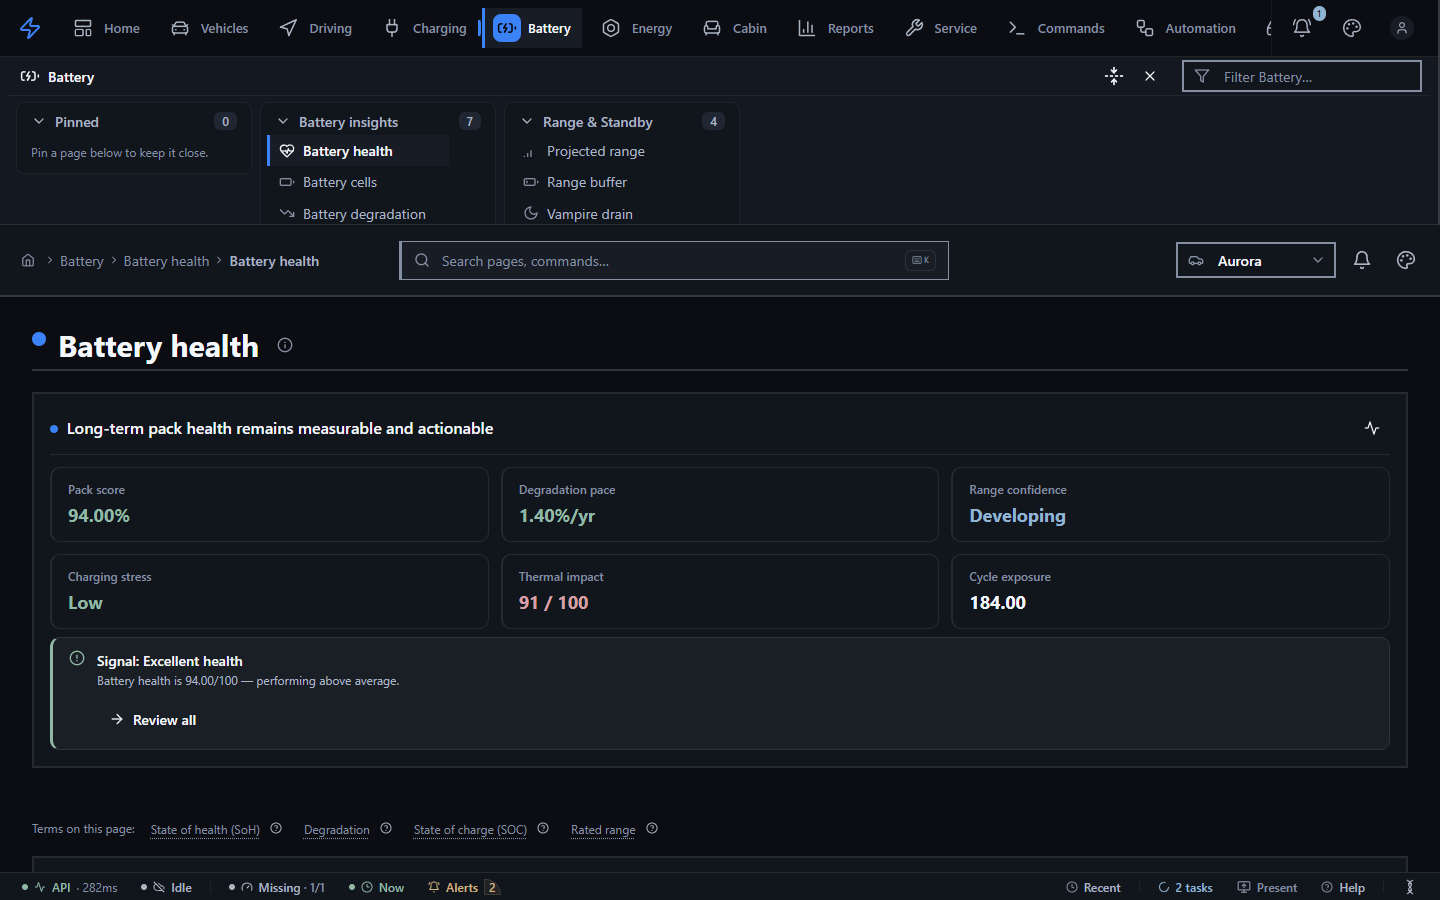 Home
Vehicles
Driving
Charging
Battery
Energy
Cabin
Reports
Service
Commands
Automation
1
Battery
Filter Battery...
Pinned
0
Pin a page below to keep it close.
Battery insights
7
Battery health
Battery cells
Battery degradation
Range & Standby
4
Projected range
Range buffer
Vampire drain
Battery
Battery health
Battery health
Search pages, commands...
K
Aurora
Battery health
Long-term pack health remains measurable and actionable
Pack score
94.00%
Degradation pace
1.40%/yr
Range confidence
Developing
Charging stress
Low
Thermal impact
91 / 100
Cycle exposure
184.00
Signal: Excellent health
Battery health is 94.00/100 — performing above average.
Review all
Terms on this page:
State of health (SoH)
Degradation
State of charge (SOC)
Rated range
API · 282ms
Idle
Missing · 1/1
Now
Alerts 2
Recent
2 tasks
Present
Help